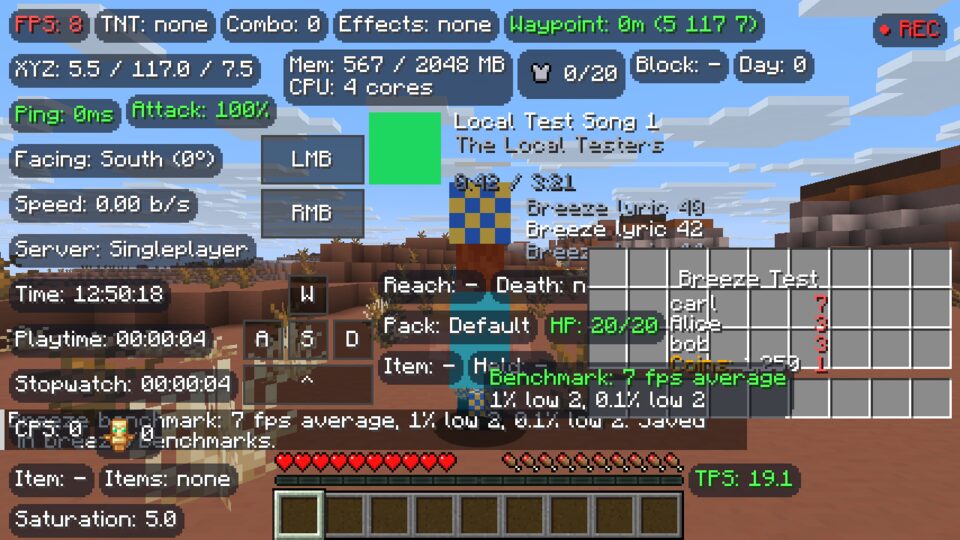 FPS: 8
TNT: none
Combo: 0
Effects: none
Waypoint: 0m (5 117 7)
REC
XYZ: 5.5 / 117.0 / 7.5
Mem: 567 / 2048 MB
CPU: 4 cores
0/20
Block: -
Day: 0
Ping: 0ms
Attack: 100%
Local Test Song 1
The Local Testers
0:42 / 3:21
Facing: South (0°)
LMB
Speed: 0.00 b/s
RMB
Breeze lyric 42
Breeze lyric
Server: Singleplayer
Time: 12:50:18
W
Reach: -
Death: n
Breeze Test
carl 7
Alice 3
bob 3
Coins: 1,250 1
Playtime: 00:00:04
A
S
D
Pack: Default
HP: 20/20
Item: -
Stopwatch: 00:00:04
^
Benchmark: 7 fps average
1% low 2, 0.1% low 2
CPS: 0
0
benchmark: 7 fps average, 1% low 2, 0.1% low 2. Saved
in breeze benchmarks.
Item: -
Items: none
TPS: 19.1
Saturation: 5.0